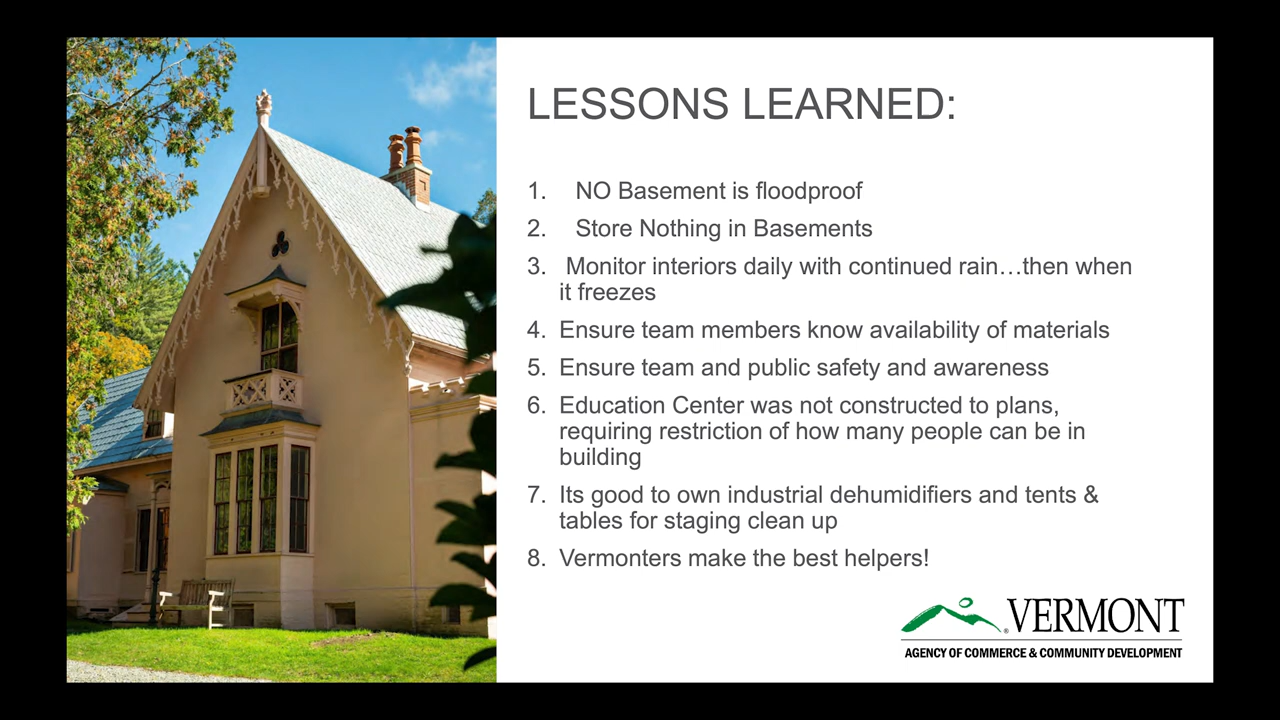 LESSONS LEARNED:
1. NO Basement is floodproof
2. Store Nothing in Basements
3. Monitor interiors daily with continued rain…then when
it freezes
4. Ensure team members know availability of materials
5. Ensure team and public safety and awareness
6. Education Center was not constructed to plans,
requiring restriction of how many people can be in
building
7. Its good to own industrial dehumidifiers and tents &
tables for staging clean up
8. Vermonters make the best helpers!
® VERMONT
AGENCY OF COMMERCE & COMMUNITY DEVELOPMENT